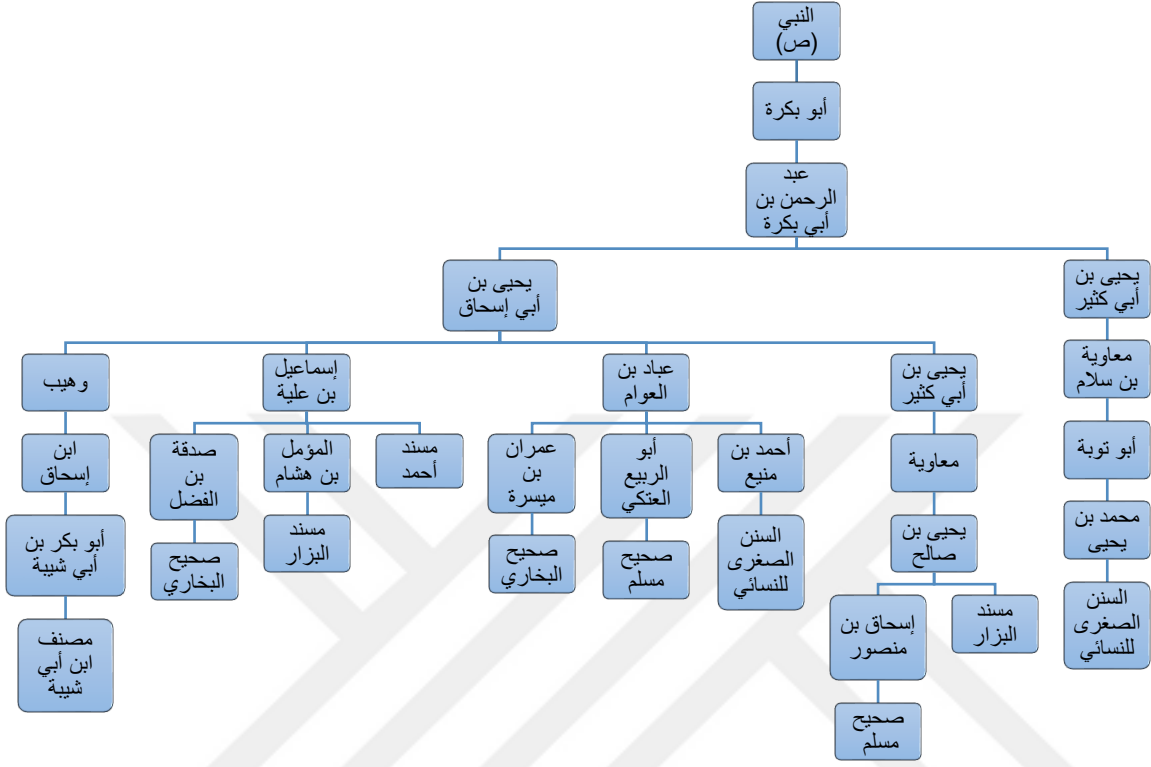 النبي
(ص)
أبو بكرة
عبد
الرحمن بن
أبي بكرة
يحيى بن
أبي كثير
يحيى بن
أبي إسحاق
معاوية
بن سلام
يحيى بن
أبي كثير
عباد بن
العوام
إسماعيل
بن علية
وهيب
أبو توبة
معاوية
أحمد بن
منيع
أبو
الربيع
العتكي
عمران
بن
ميسرة
مسند
أحمد
المؤمل
بن هشام
صدقة
بن
الفضل
ابن
إسحاق
محمد بن
يحيى
يحيى بن
صالح
السنن
الصغرى
للنسائي
صحيح
مسلم
صحيح
البخاري
مسند
البزار
صحيح
البخاري
أبو بكر بن
أبي شيبة
السنن
الصغرى
للنسائي
مسند
البزار
إسحاق بن
منصور
مصنف
ابن أبي
شيبة
صحيح
مسلم